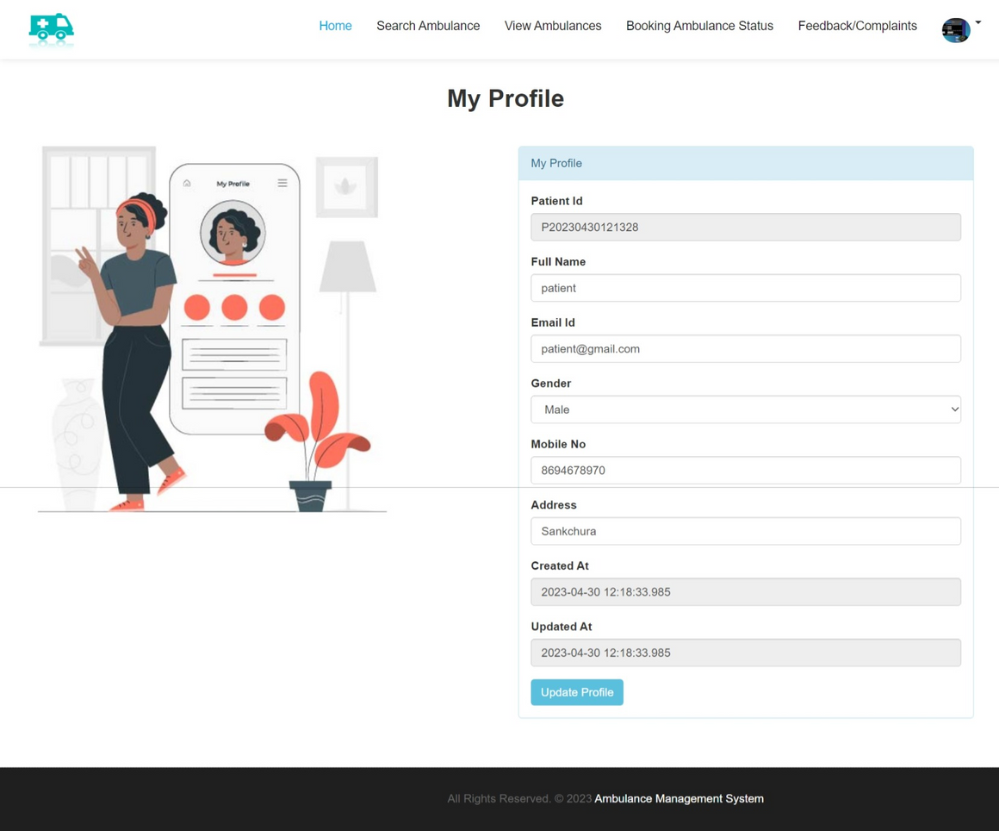 Home Search Ambulance View Ambulances Booking Ambulance Status Feedback/Complaints
My Profile
My Profile
My Profile
Patient Id
P20230430121328
Full Name
patient
Email Id
patient@gmail.com
Gender
Male
Mobile No
8694678970
Address
Sankchura
Created At
2023-04-30 12:18:33.985
Updated At
2023-04-30 12:18:33.985
Update Profile
All Rights Reserved. © 2023 Ambulance Management System